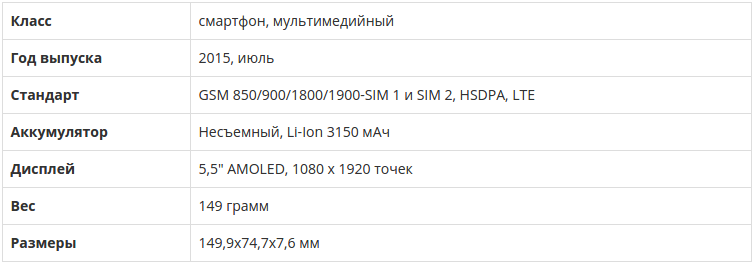 Класс смартфон, мультимедийный
Год выпуска 2015, июль
Стандарт GSM 850/900/1800/1900-SIM 1 и SIM 2, HSDPA, LTE
Аккумулятор Несъемный, Li-Ion 3150 мАч
Дисплей 5,5" AMOLED, 1080 x 1920 точек
Вес 149 грамм
Размеры 149,9x74,7x7,6 мм